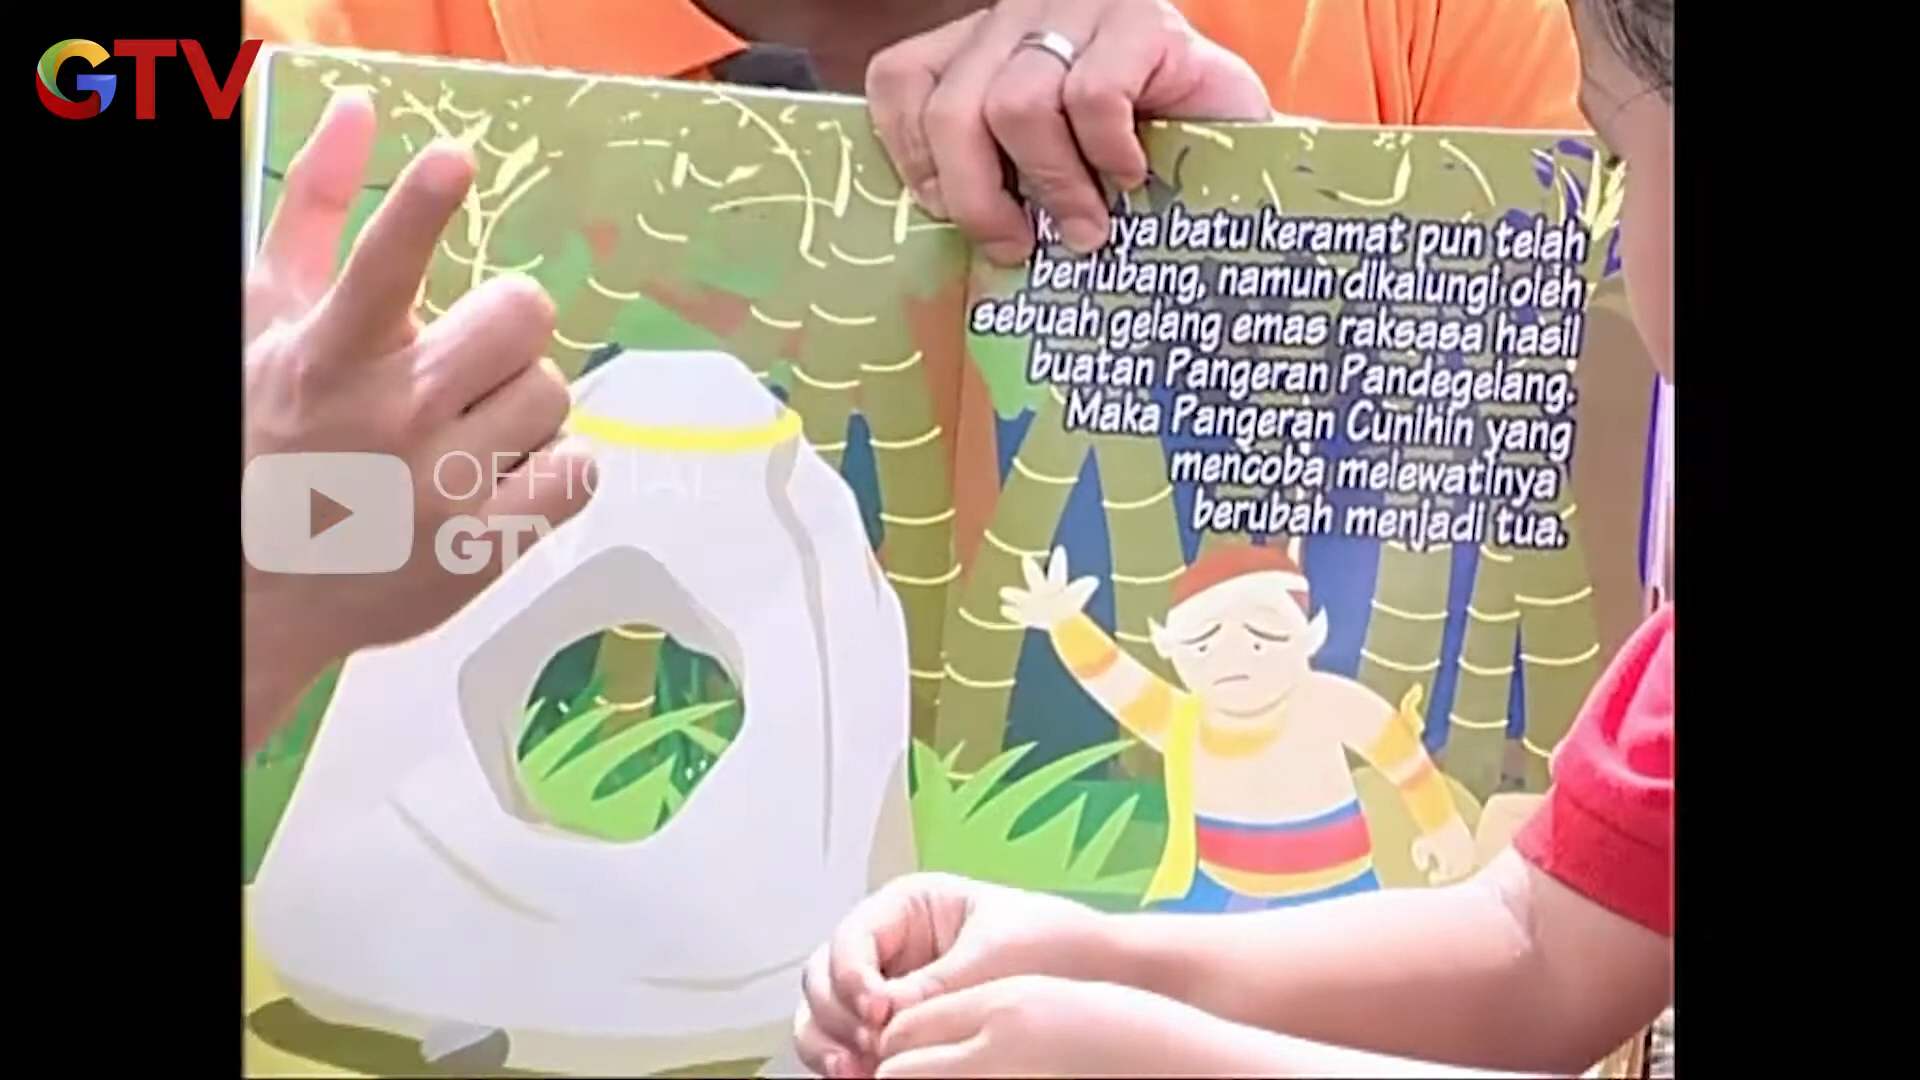 GTV
batu keramat pun telah
berlubang, namun dikalungi oleh
sebuah gelang emas raksasa hasil
buatan Pangeran Pandegelang.
Maka Pangeran Cunihin yang
mencoba melewatinya
berubah menjadi tua.
OFFICIAL
GTV